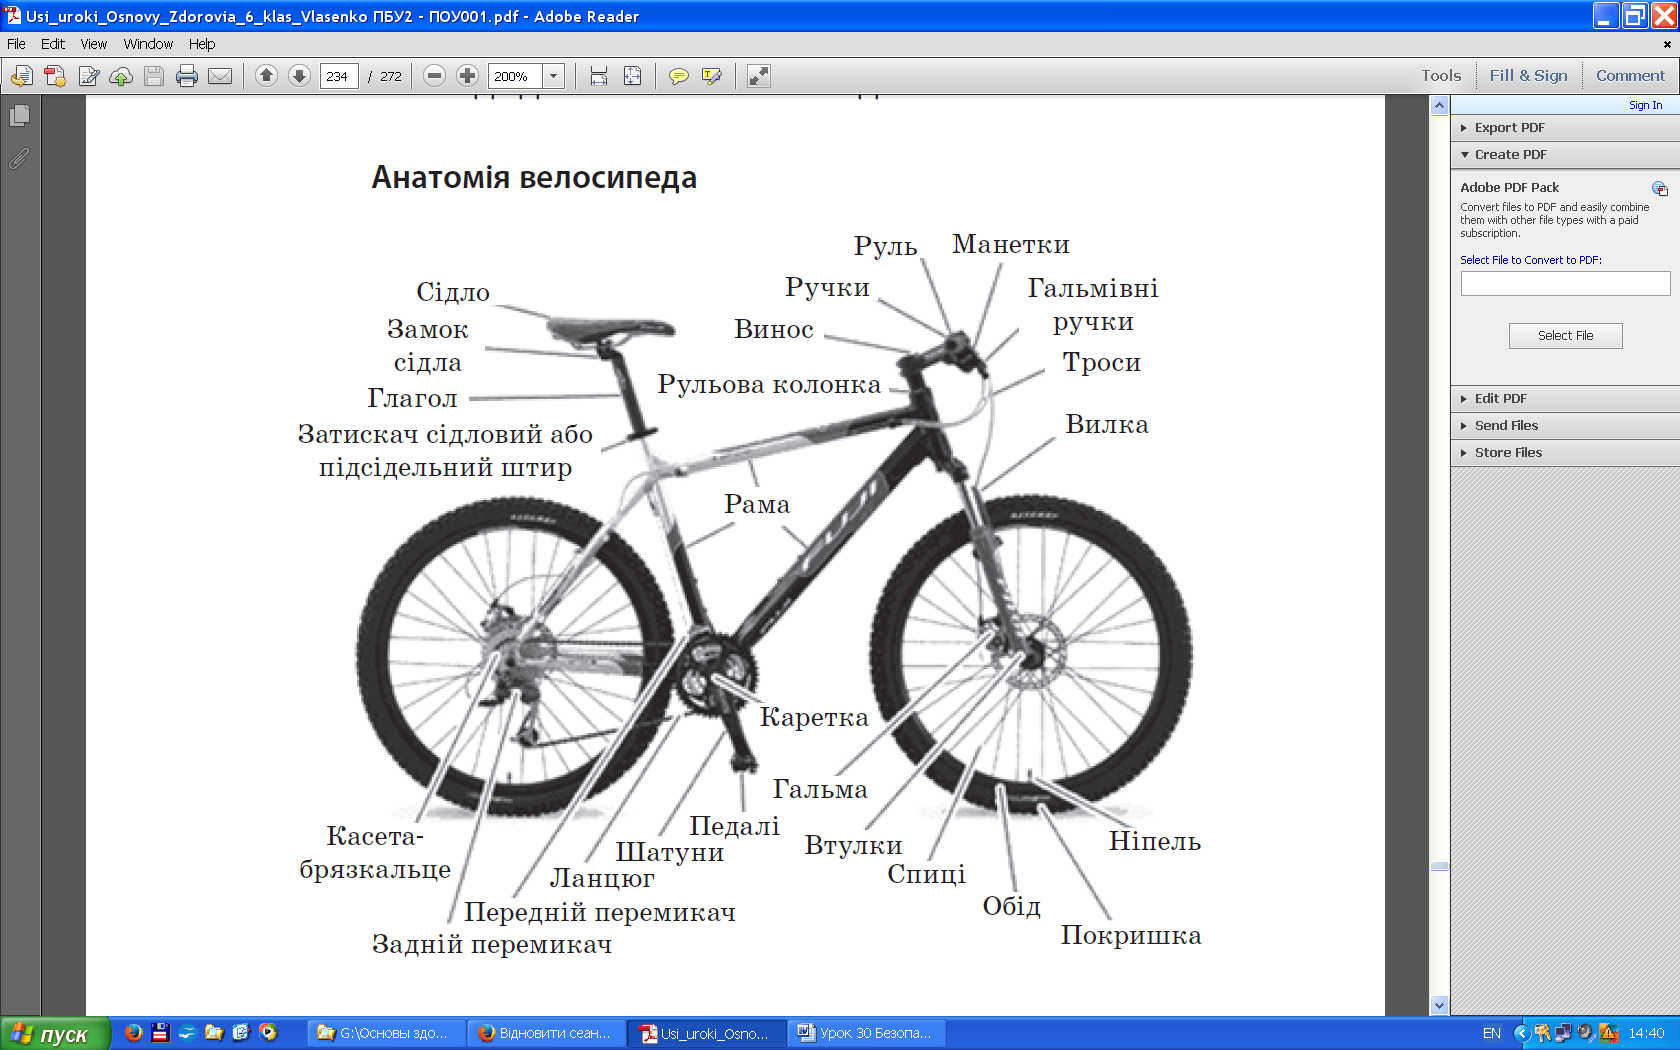 Usi_uroki_Osnovy_Zdorovia_6_klas_Vlasenko ПБУ2 - ПОУ001.pdf - Adobe Reader
File Edit View Window Help
234 / 272 200% Tools Fill & Sign Comment
Sign In
Export PDF
Create PDF
Adobe PDF Pack
Convert files to PDF and easily combine
them with other file types with a paid
subscription.
Select File to Convert to PDF:
Select File
Edit PDF
Send Files
Store Files
Анатомія велосипеда
Руль
Манетки
Ручки
Гальмівні
ручки
Сідло
Замок
сідла
Винос
Троси
Рульова колонка
Глагол
Вилка
Затискач сідловий або
підсідельний штир
Рама
FUJI
Каретка
Гальма
Педалі
Касета-
брязкальце
Шатуни
Втулки
Ніпель
Ланцюг
Спиці
Передній перемикач
Обід
Задній перемикач
Покришка
пуск
G:\Основы здо...
Відновити сеан...
Usi_uroki_Osno...
Урок 30 Безопа...
EN
14:40